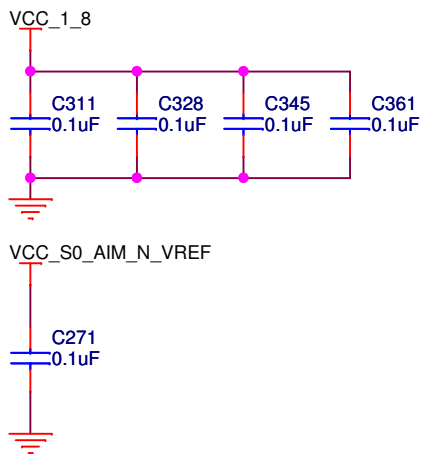 VCC_1_8
C311 C328 C345 C361
0.1uF 0.1uF 0.1uF 0.1uF
VCC_S0_AIM_N_VREF
C271
0.1uF